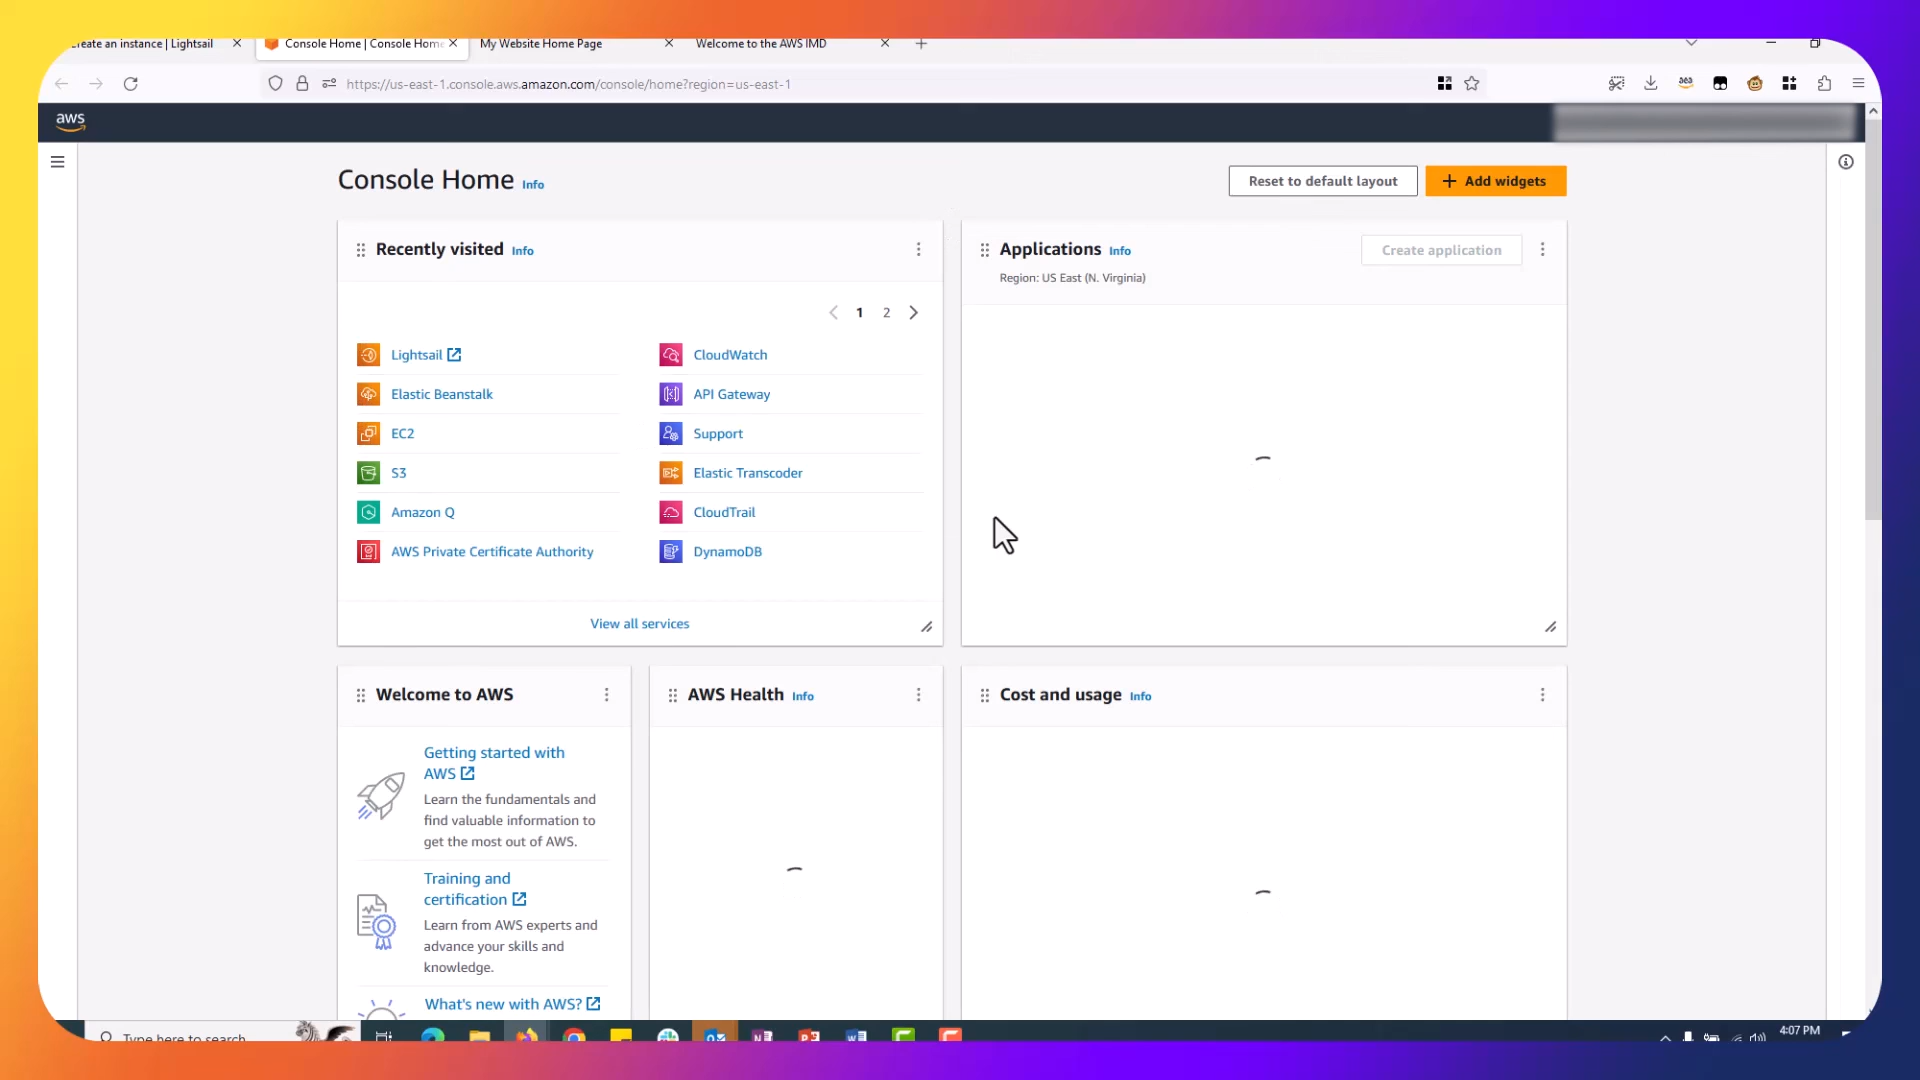 Create an instance | Lightsail
Console Home | Console Home
My Website Home Page
Welcome to the AWS IMD
https://us-east-1.console.aws.amazon.com/console/home?region=us-east-1
aws
Console Home Info
Reset to default layout
Add widgets
Recently visited Info
1 2
Lightsail
Elastic Beanstalk
EC2
S3
Amazon Q
AWS Private Certificate Authority
CloudWatch
API Gateway
Support
Elastic Transcoder
CloudTrail
DynamoDB
View all services
Applications Info
Region: US East (N. Virginia)
Create application
Welcome to AWS
Getting started with
AWS
Learn the fundamentals and
find valuable information to
get the most out of AWS.
Training and
certification
Learn from AWS experts and
advance your skills and
knowledge.
What's new with AWS?
AWS Health Info
Cost and usage Info
Type here to search
4:07 PM